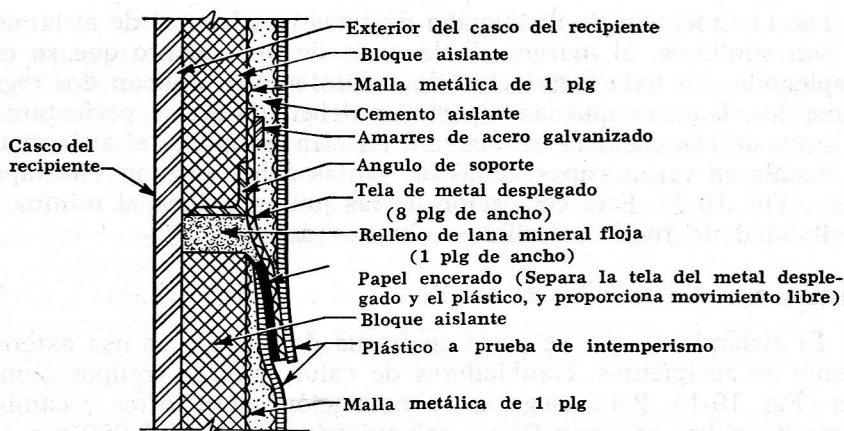 Exterior del casco del recipiente
Bloque aislante
Malla metálica de 1 plg
Cemento aislante
Amarres de acero galvanizado
Casco del
recipiente
Angulo de soporte
Tela de metal desplegado
(8 plg de ancho)
Relleno de lana mineral floja
(1 plg de ancho)
Papel encerado (Separa la tela del metal desple-
gado y el plástico, y proporciona movimiento libre)
Bloque aislante
Plástico a prueba de intemperismo
Malla metálica de 1 plg